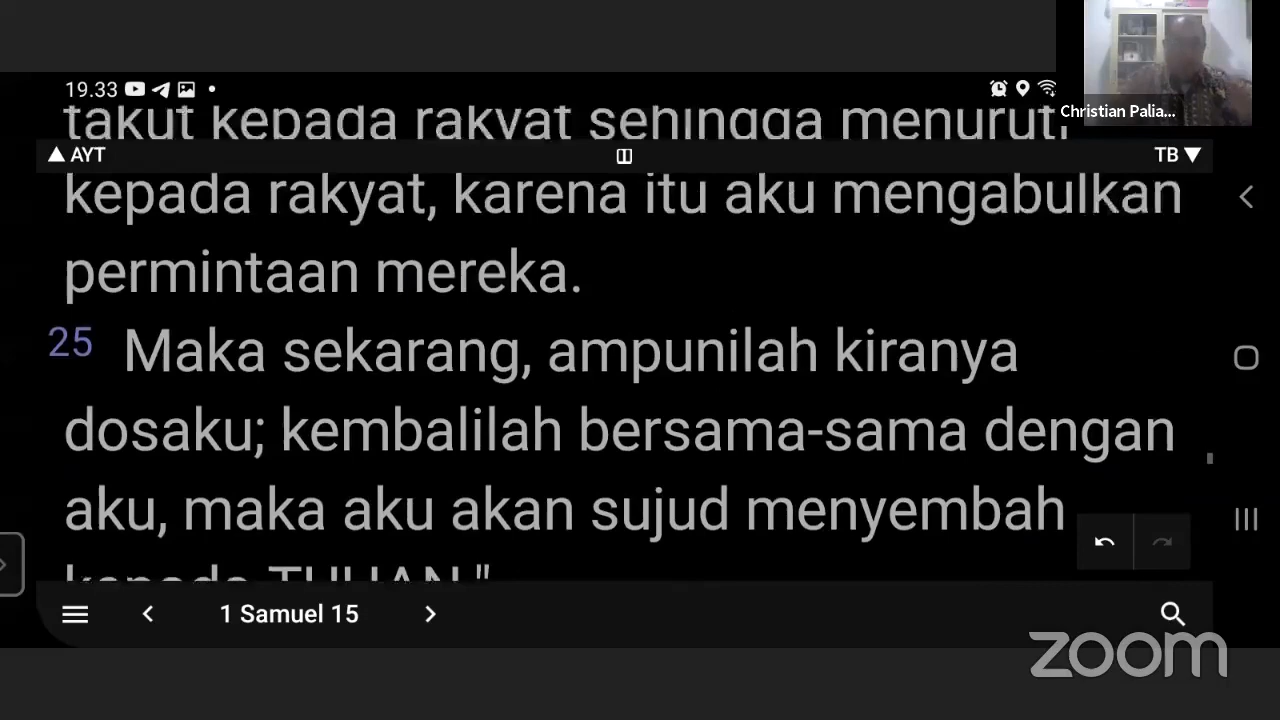 19.33
Christian Palia...
takut kepada rakyat sehingga menuruti
AYT
TB
kepada rakyat, karena itu aku mengabulkan
permintaan mereka.
25 Maka sekarang, ampunilah kiranya
dosaku; kembalilah bersama-sama dengan
aku, maka aku akan sujud menyembah
kepada TUHAN."
1 Samuel 15
zoom